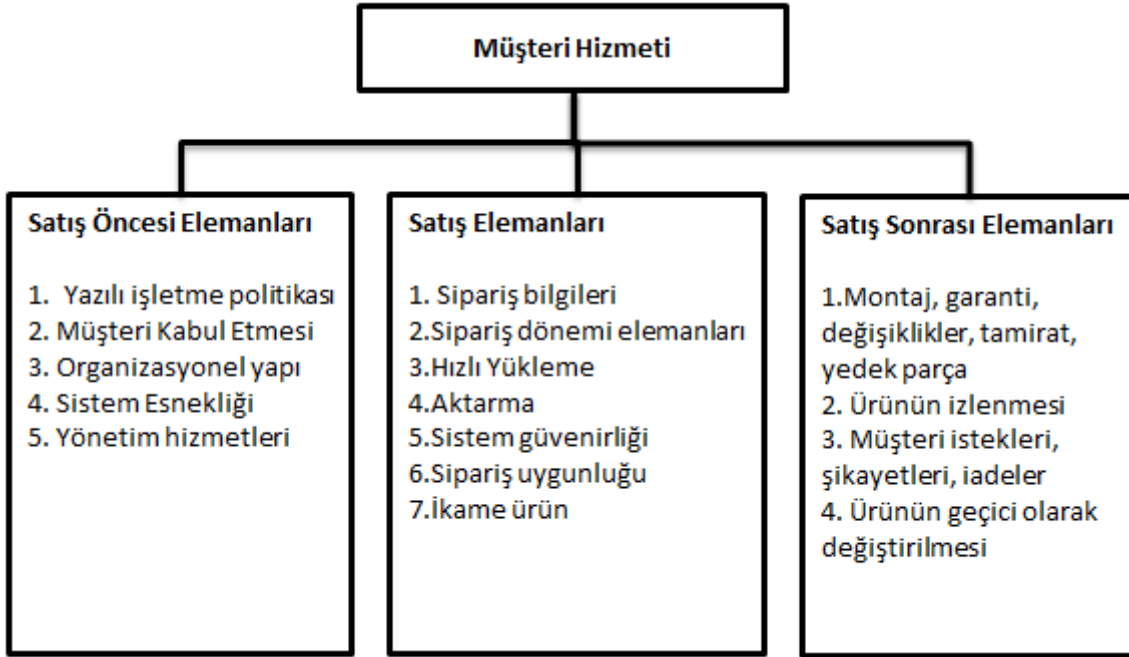 Müşteri Hizmeti
Satış Öncesi Elemanları
1. Yazılı işletme politikası
2. Müşteri Kabul Etmesi
3. Organizasyonel yapı
4. Sistem Esnekliği
5. Yönetim hizmetleri
Satış Elemanları
1. Sipariş bilgileri
2.Sipariş dönemi elemanları
3.Hızlı Yükleme
4.Aktarma
5.Sistem güvenirliği
6.Sipariş uygunluğu
7.İkame ürün
Satış Sonrası Elemanları
1.Montaj, garanti,
değişiklikler, tamirat,
yedek parça
2. Ürünün izlenmesi
3. Müşteri istekleri,
şikayetleri, iadeler
4. Ürünün geçici olarak
değiştirilmesi